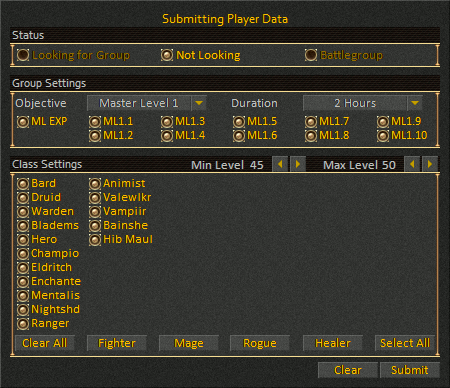 Submitting Player Data
Status
Looking for Group Not Looking Battlegroup
Group Settings
Objective Master Level 1 Duration 2 Hours
ML EXP ML1.1 ML1.3 ML1.5 ML1.7 ML1.9
ML1.2 ML1.4 ML1.6 ML1.8 ML1.10
Class Settings Min Level 45 Max Level 50
Bard Animist
Druid Valewlkr
Warden Vampiir
Bladems Bainshe
Hero Hib Maul
Champio
Eldritch
Enchante
Mentalis
Nightshd
Ranger
Clear All Fighter Mage Rogue Healer Select All
Clear Submit